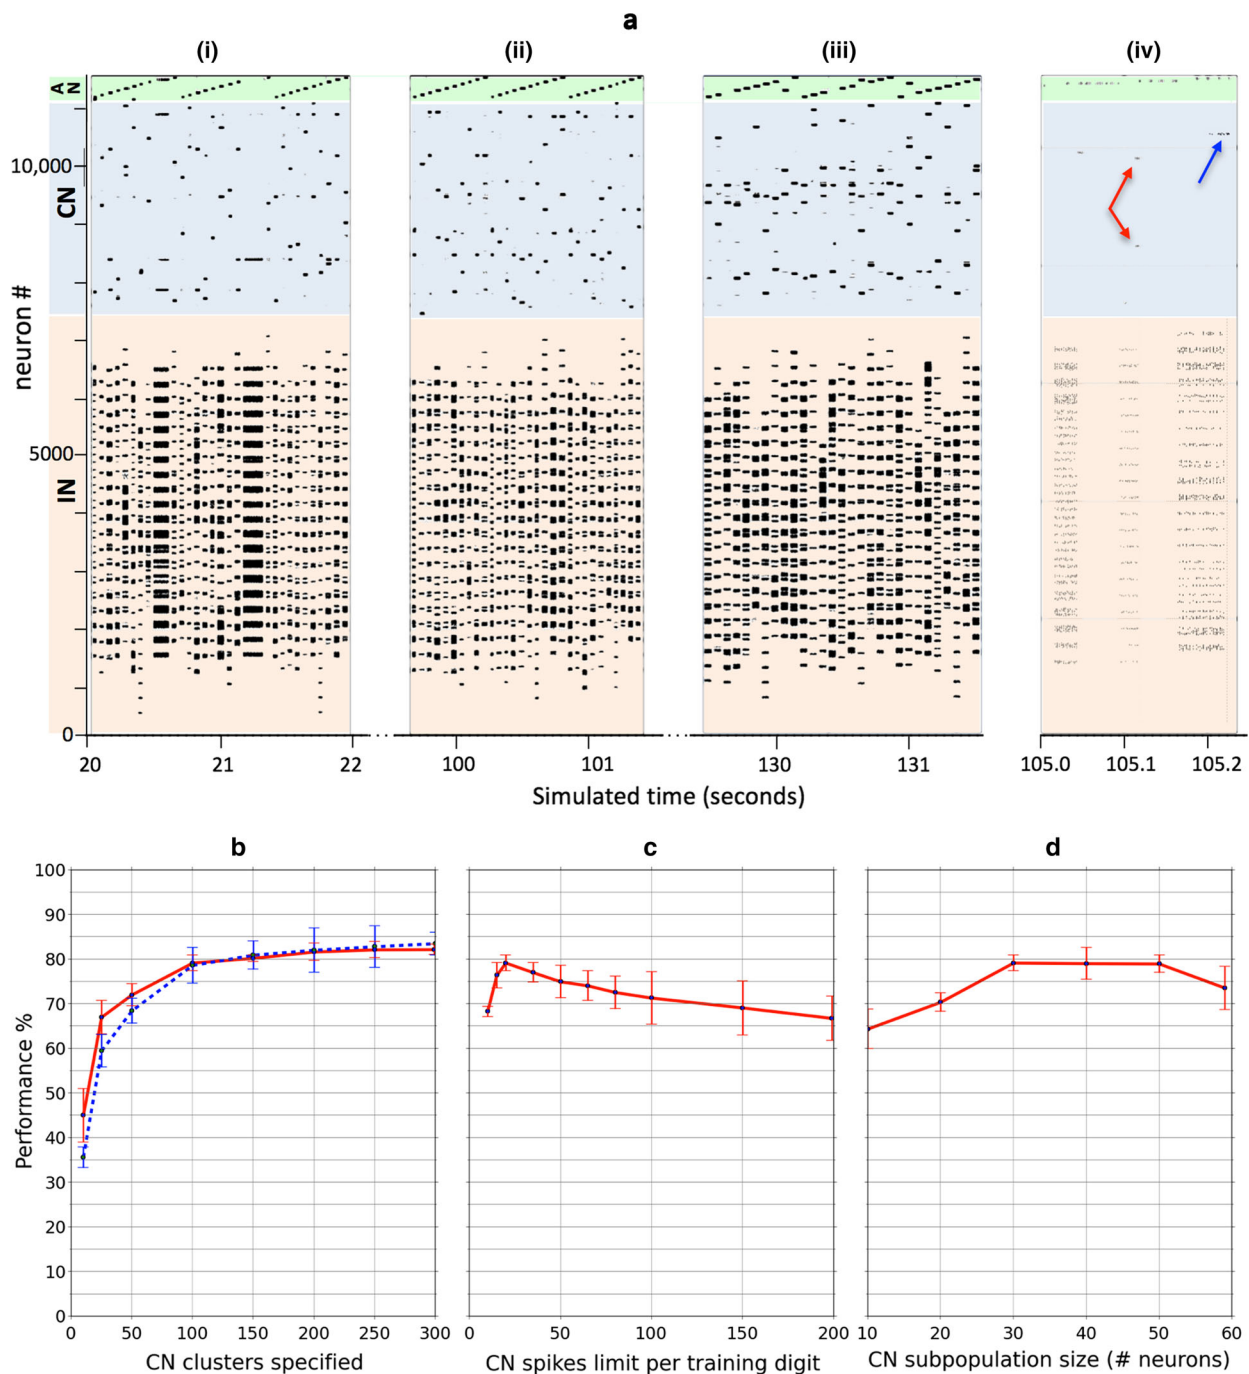 a
(i) (ii) (iii) (iv)
AN
10,000
CN
neuron #
5000
IN
0
20 21 22 100 101 130 131 105.0 105.1 105.2
Simulated time (seconds)
b c d
100
90
80
70
60
50
40
30
20
10
0
Performance %
0 50 100 150 200 250 300 0 50 100 150 200 10 20 30 40 50 60
CN clusters specified CN spikes limit per training digit CN subpopulation size (# neurons)